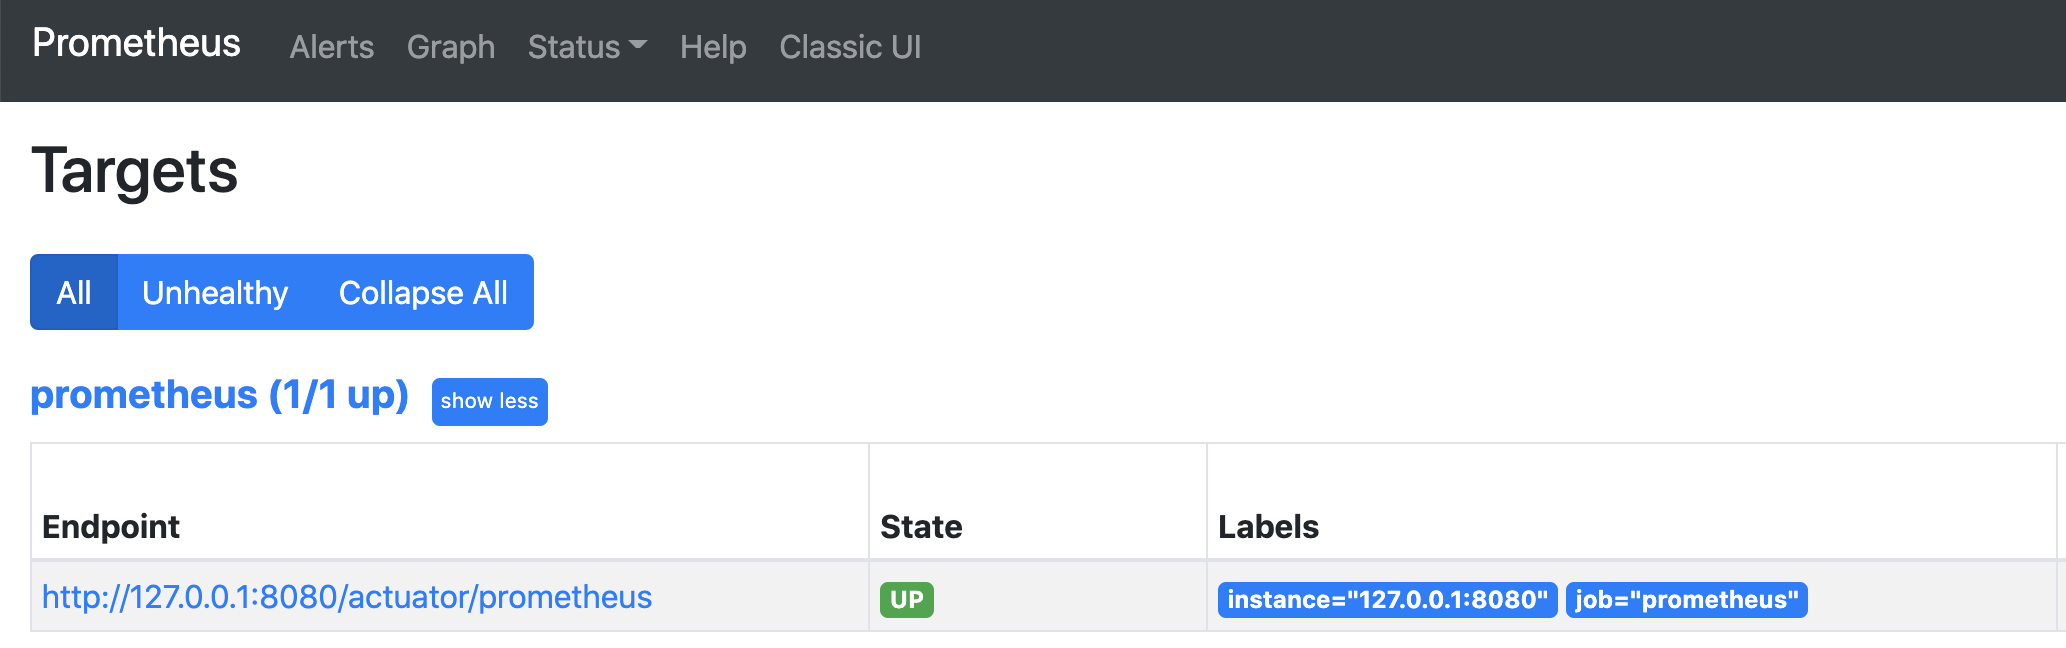 Prometheus Alerts Graph Status Help Classic UI
Targets
All Unhealthy Collapse All
prometheus (1/1 up) show less
Endpoint State Labels
http://127.0.0.1:8080/actuator/prometheus UP instance="127.0.0.1:8080" job="prometheus"